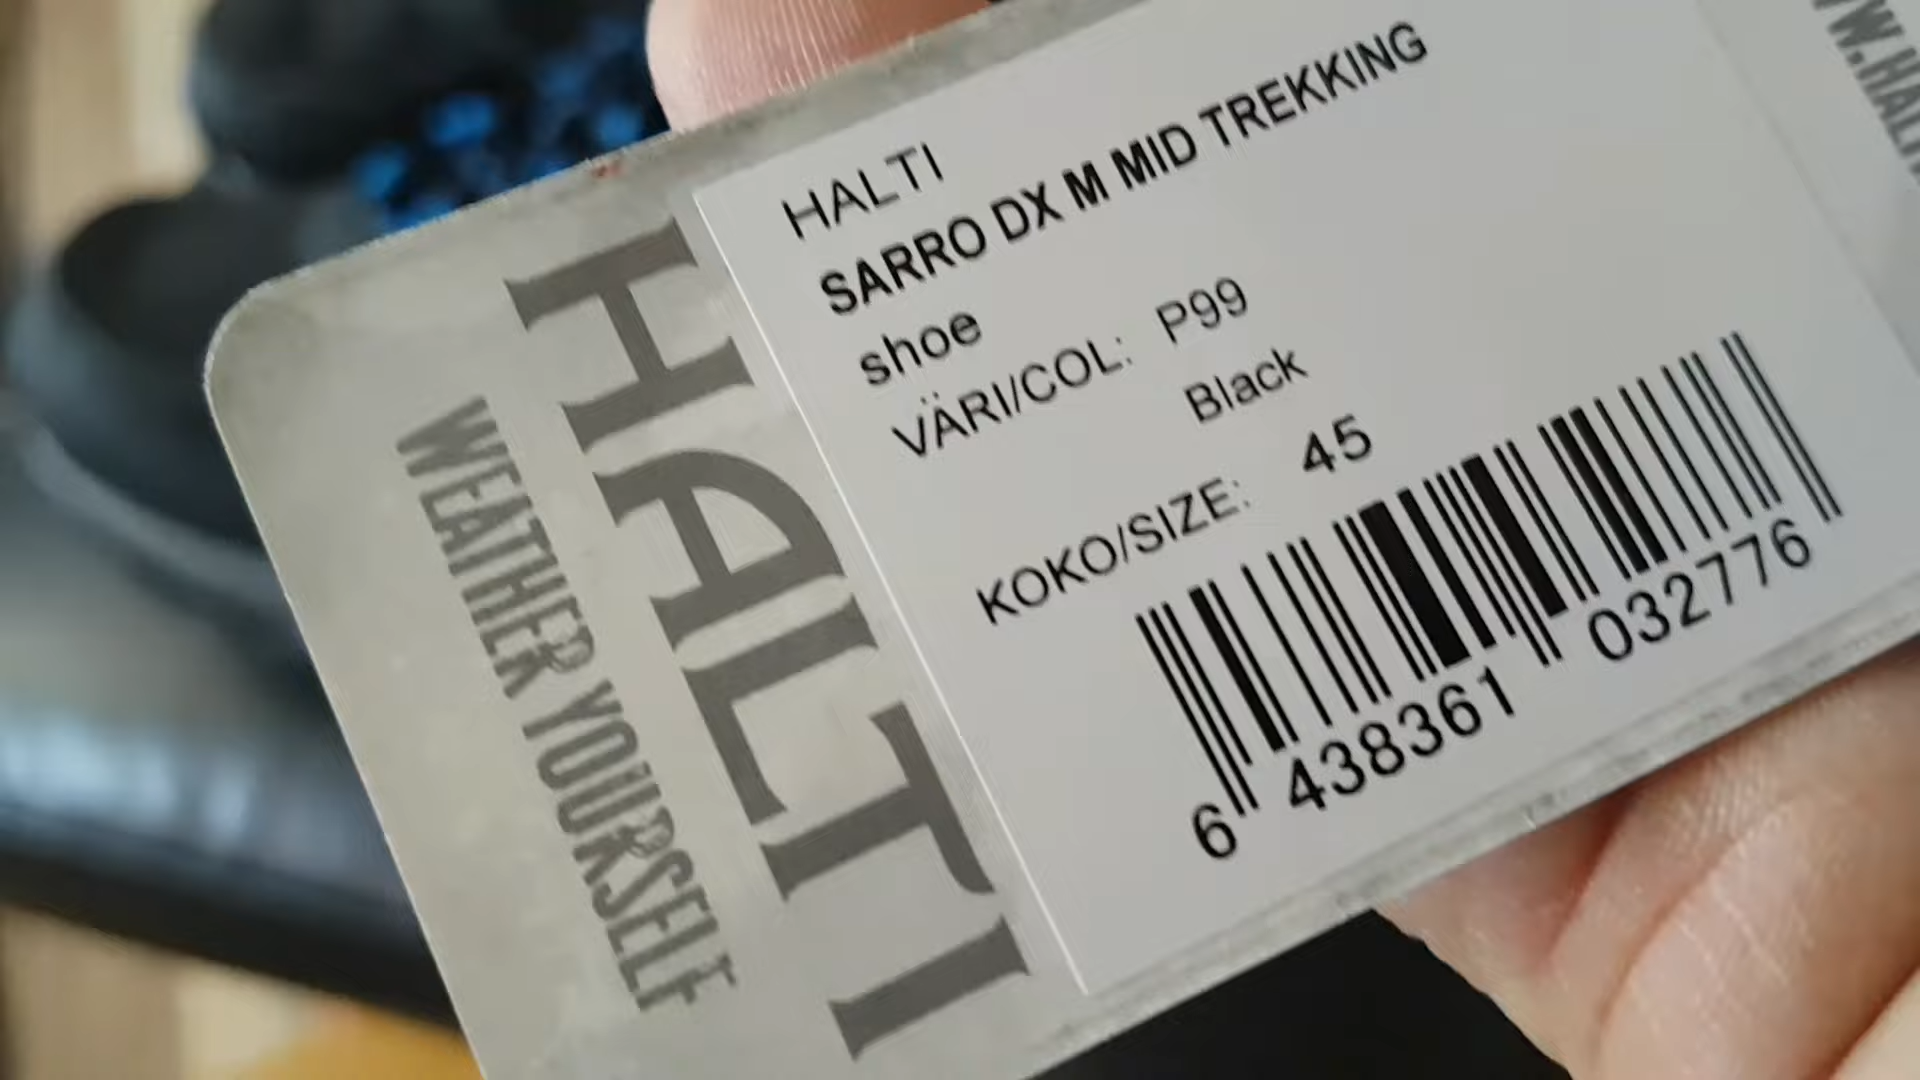 HALTI
WEATHER YOURSELF
HALTI
SARRO DX M MID TREKKING
shoe
VÄRI/COL: P99
Black
KOKO/SIZE: 45
6 438361 032776